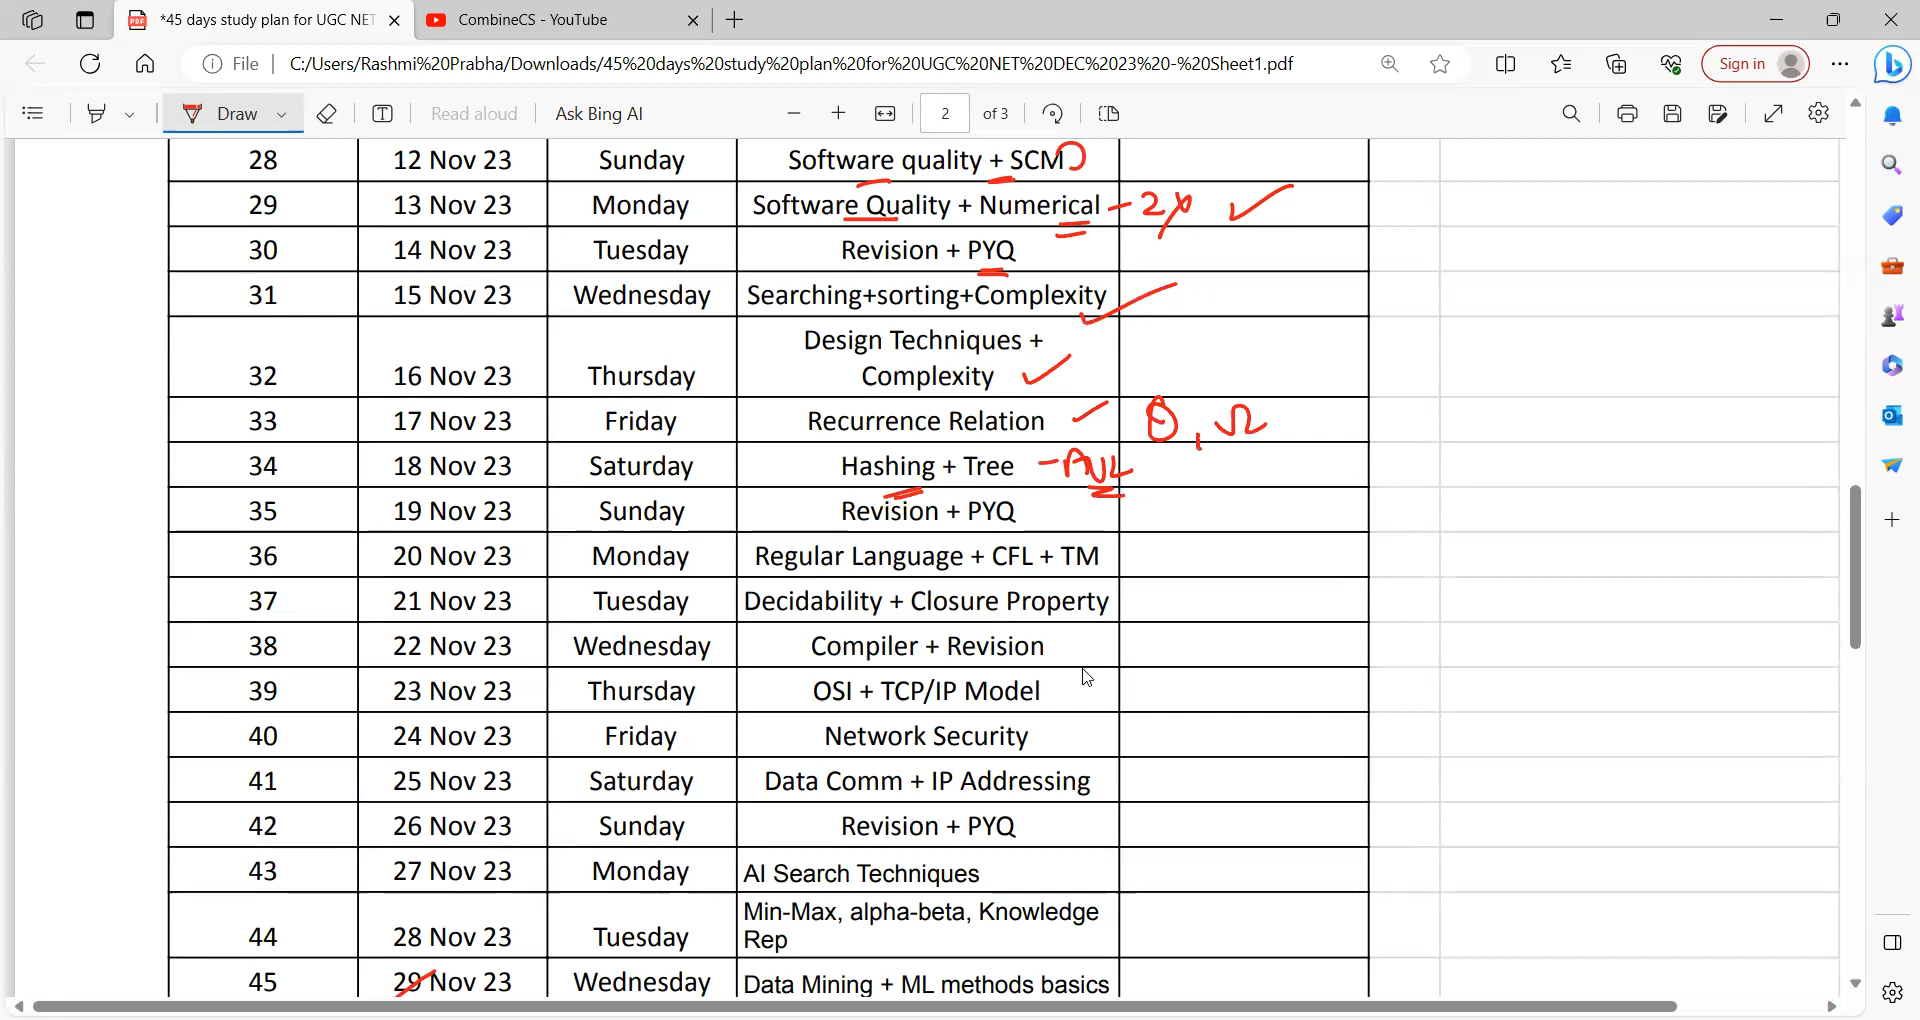 *45 days study plan for UGC NET
CombineCS - YouTube
File
C:/Users/Rashmi%20Prabha/Downloads/45%20days%20study%20plan%20for%20UGC%20NET%20DEC%202023%20-%20Sheet1.pdf
Sign in
Draw
Read aloud
Ask Bing AI
2 of 3
28 12 Nov 23 Sunday Software quality + SCM
29 13 Nov 23 Monday Software Quality + Numerical
30 14 Nov 23 Tuesday Revision + PYQ
31 15 Nov 23 Wednesday Searching+sorting+Complexity
Design Techniques +
32 16 Nov 23 Thursday Complexity
33 17 Nov 23 Friday Recurrence Relation Θ, Ω
34 18 Nov 23 Saturday Hashing + Tree - AVL
35 19 Nov 23 Sunday Revision + PYQ
36 20 Nov 23 Monday Regular Language + CFL + TM
37 21 Nov 23 Tuesday Decidability + Closure Property
38 22 Nov 23 Wednesday Compiler + Revision
39 23 Nov 23 Thursday OSI + TCP/IP Model
40 24 Nov 23 Friday Network Security
41 25 Nov 23 Saturday Data Comm + IP Addressing
42 26 Nov 23 Sunday Revision + PYQ
43 27 Nov 23 Monday AI Search Techniques
Min-Max, alpha-beta, Knowledge
44 28 Nov 23 Tuesday Rep
45 29 Nov 23 Wednesday Data Mining + ML methods basics